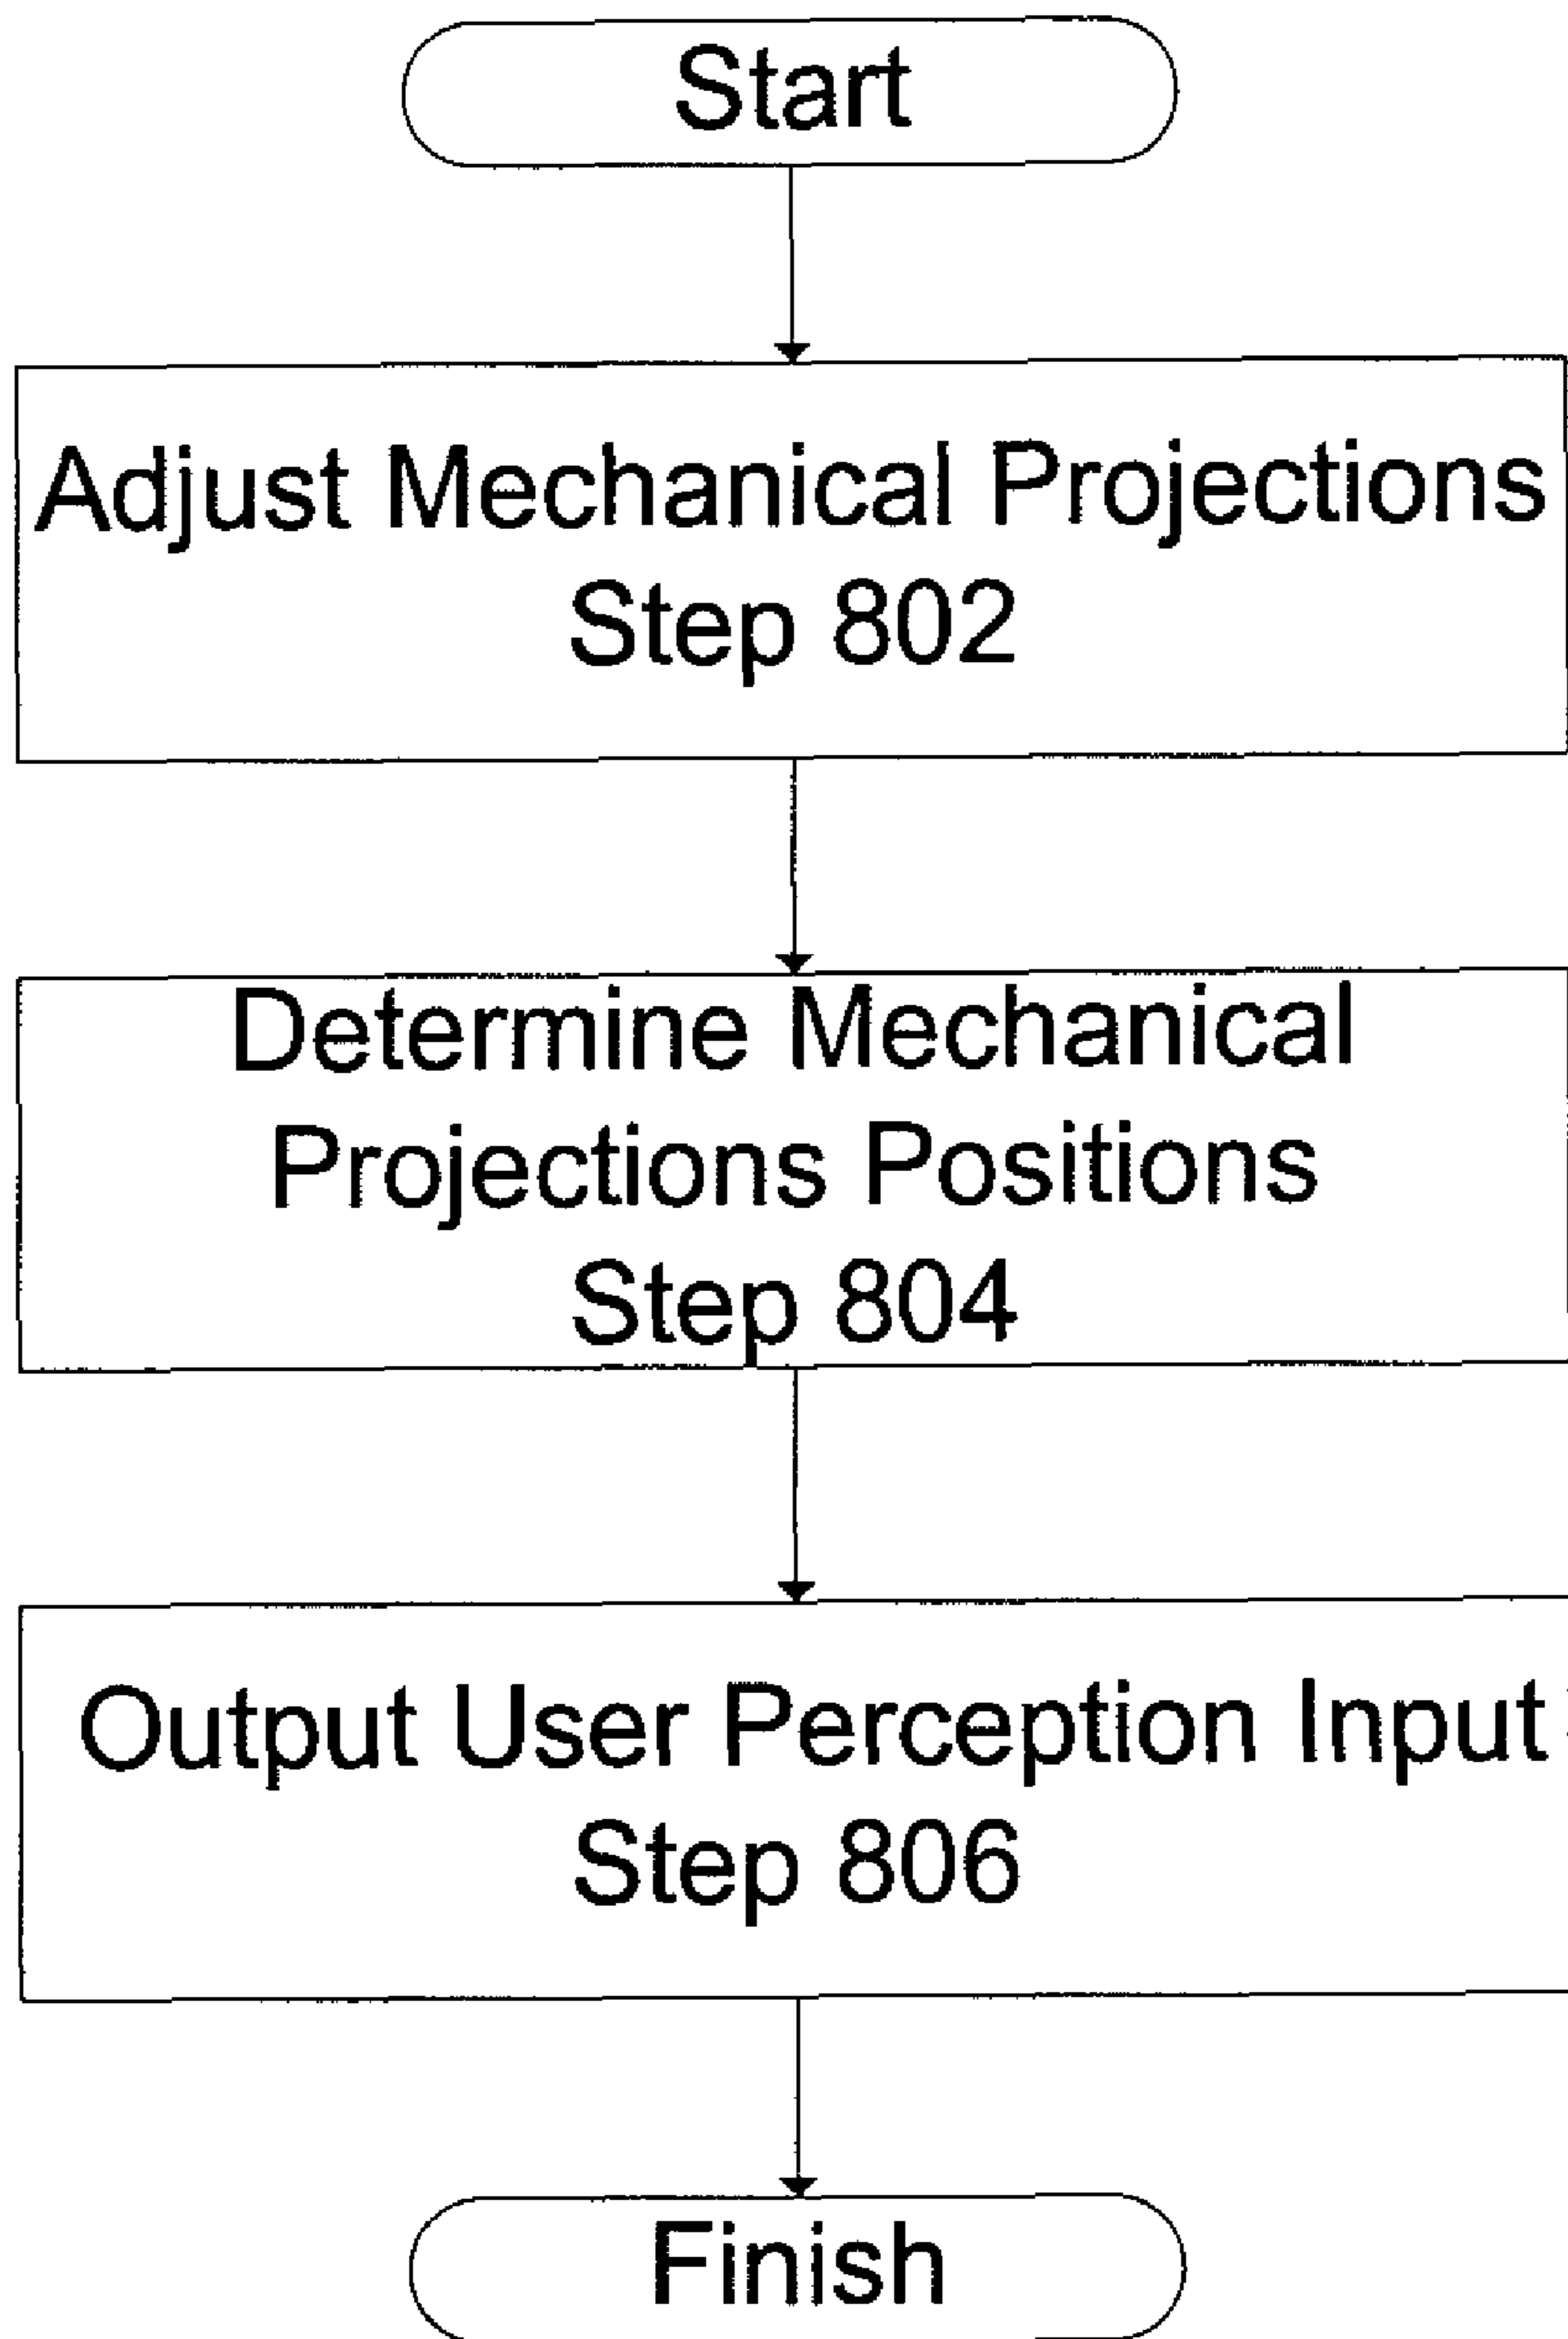 Start
Adjust Mechanical Projections
Step 802
Determine Mechanical
Projections Positions
Step 804
Output User Perception Input
Step 806
Finish